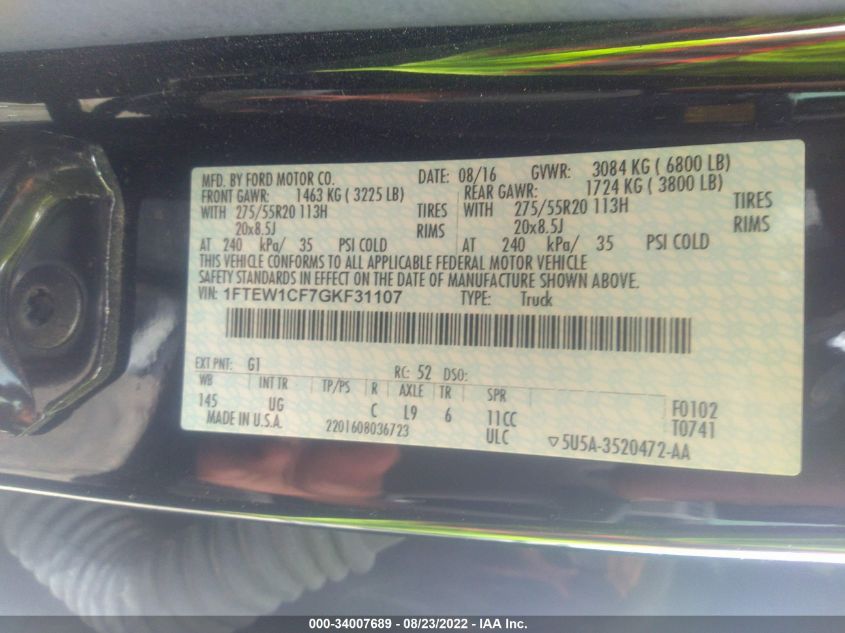 MFD. BY FORD MOTOR CO. DATE: 08/16 GVWR: 3084 KG ( 6800 LB)
FRONT GAWR: 1463 KG ( 3225 LB) REAR GAWR: 1724 KG ( 3800 LB)
WITH 275/55R20 113H TIRES WITH 275/55R20 113H TIRES
20x8.5J RIMS 20x8.5J RIMS
AT 240 kPa/ 35 PSI COLD AT 240 kPa/ 35 PSI COLD
THIS VEHICLE CONFORMS TO ALL APPLICABLE FEDERAL MOTOR VEHICLE
SAFETY STANDARDS IN EFFECT ON THE DATE OF MANUFACTURE SHOWN ABOVE.
VIN: 1FTEW1CF7GKF31107 TYPE: Truck
EXT PNT: G1 RC: 52 DSO:
WB INT TR TP/PS R AXLE TR SPR
145 UG C L9 6 11CC F0102
MADE IN U.S.A. 2201608036723 ULC T0741
▽5U5A-3520472-AA
000-34007689 - 08/23/2022 - IAA Inc.